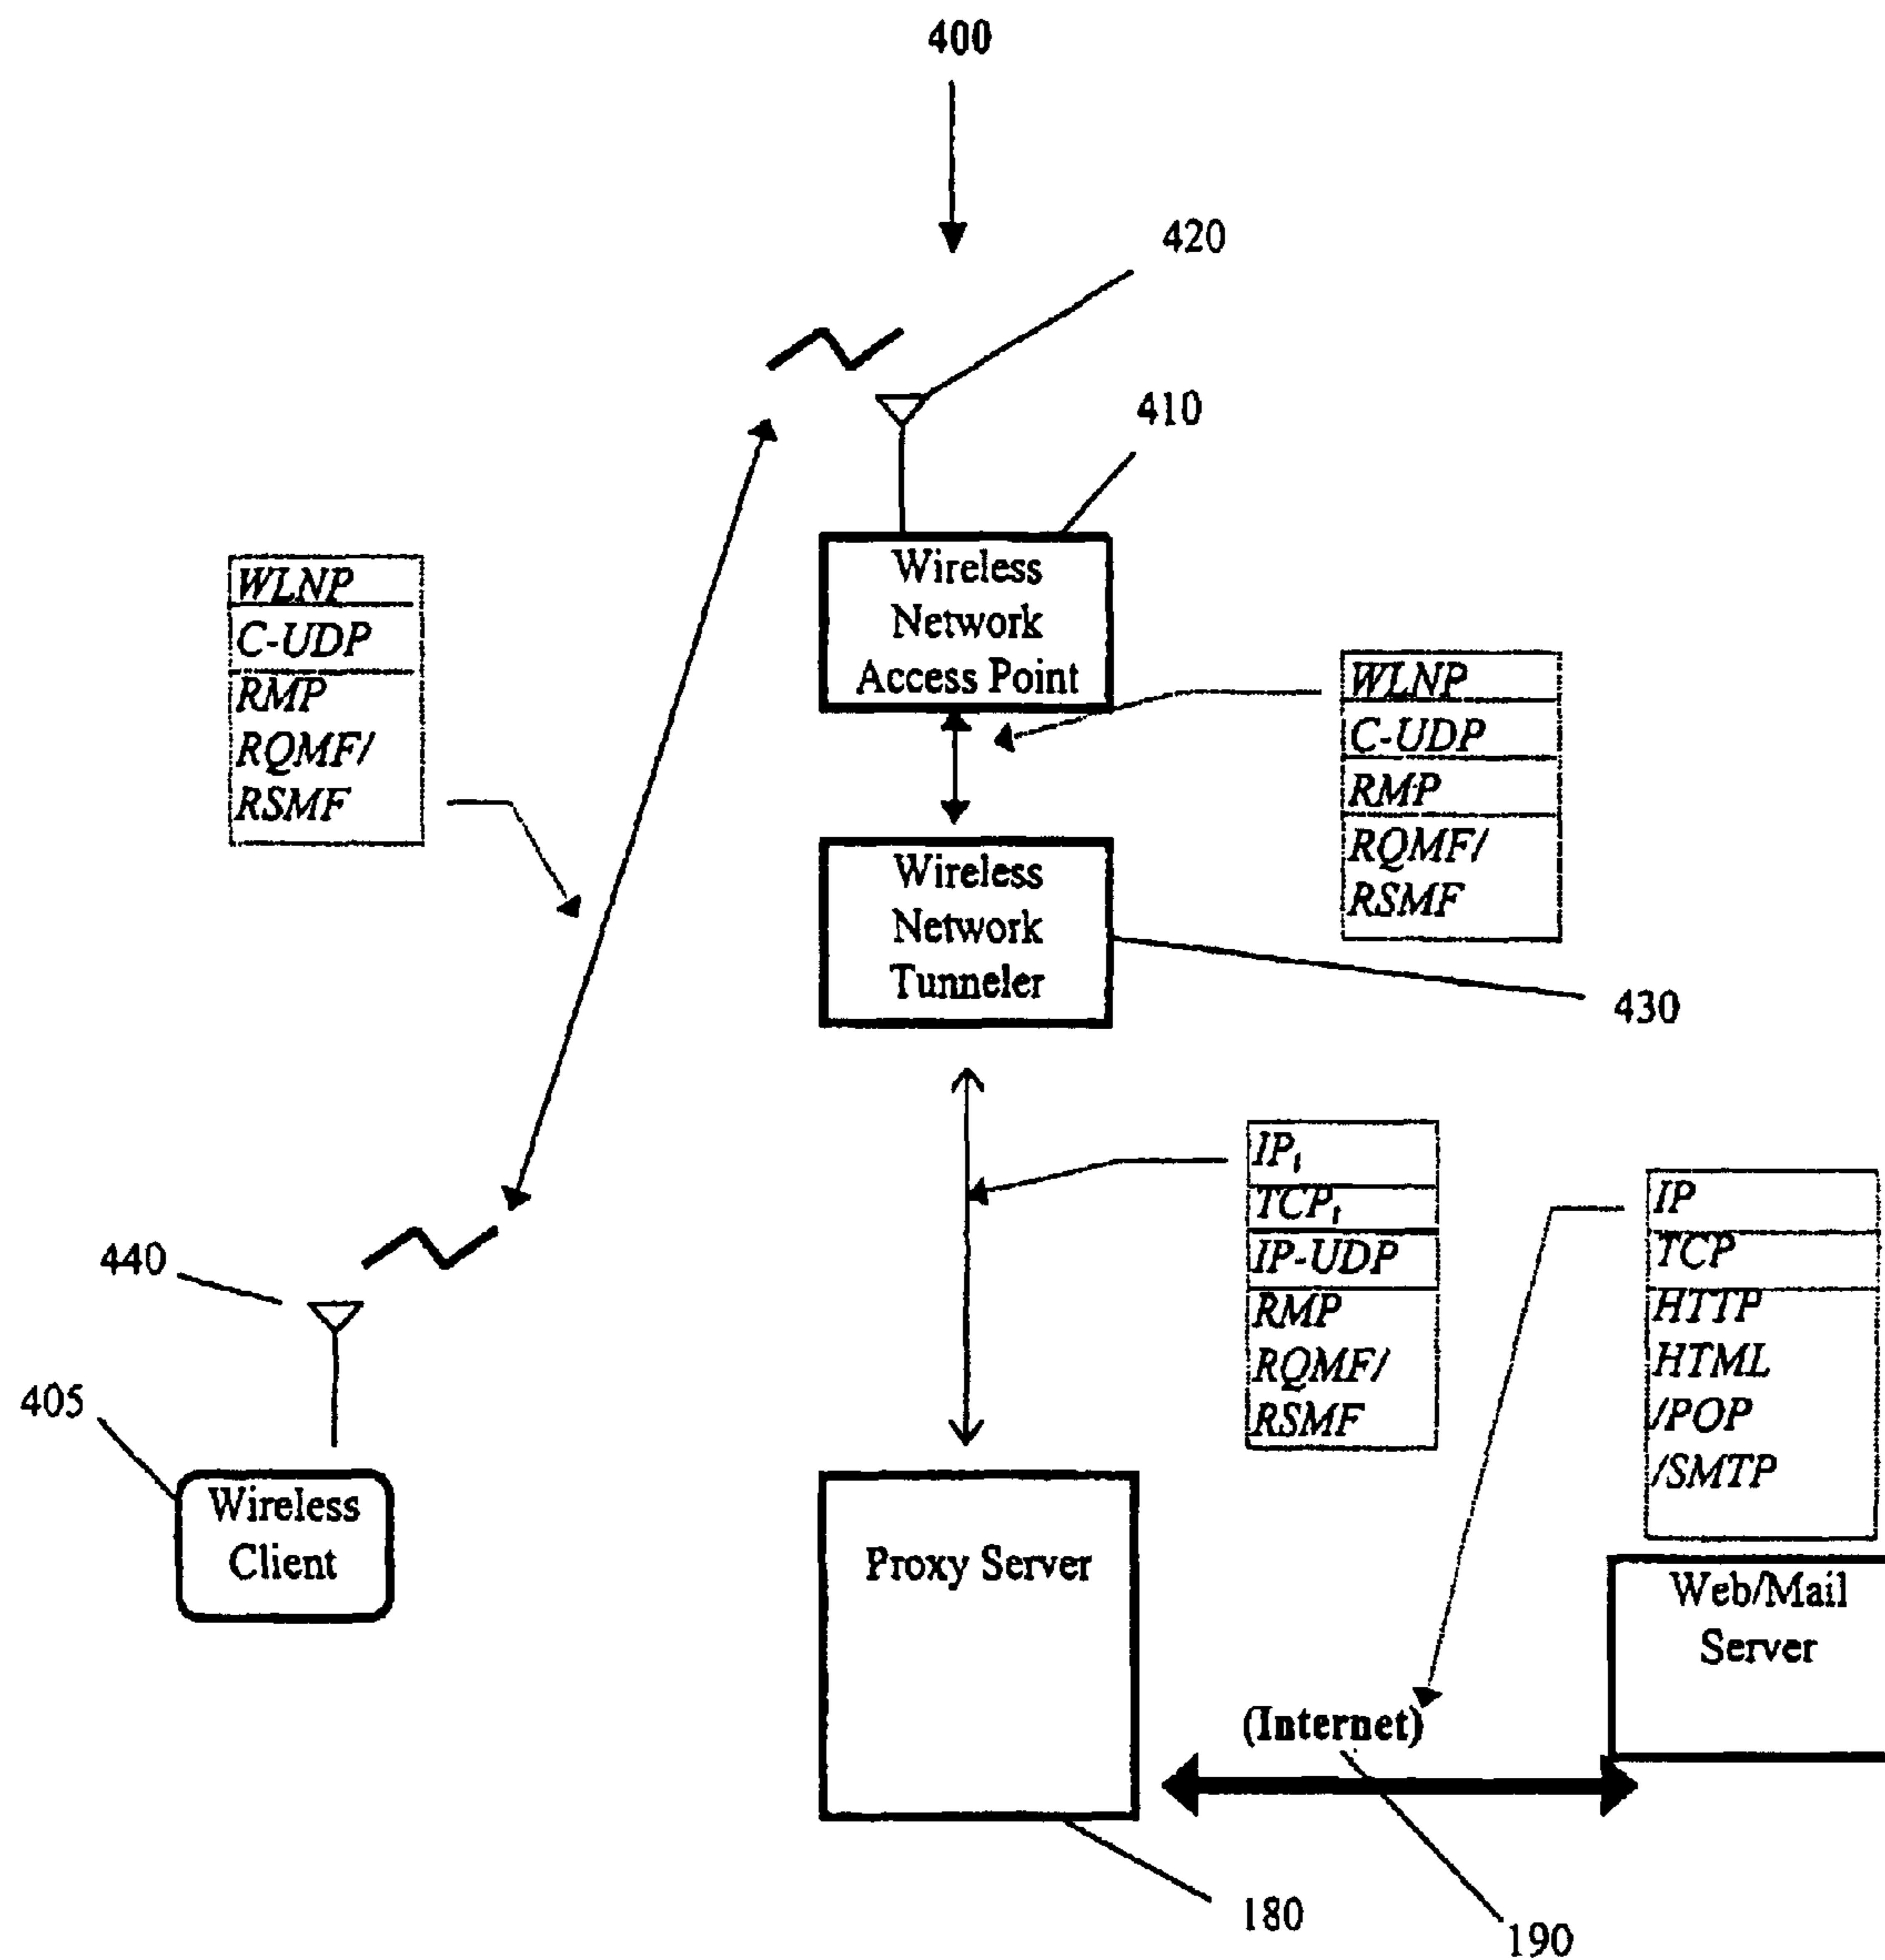 400
420
410
Wireless
Network
Access Point
WLNP
C-UDP
RMP
RQMF/
RSMF
WLNP
C-UDP
RMP
RQMF/
RSMF
Wireless
Network
Tunneler
430
IPt
TCPt
IP-UDP
RMP
RQMF/
RSMF
IP
TCP
HTTP
HTML
/POP
/SMTP
440
405
Wireless
Client
Proxy Server
Web/Mail
Server
(Internet)
180
190